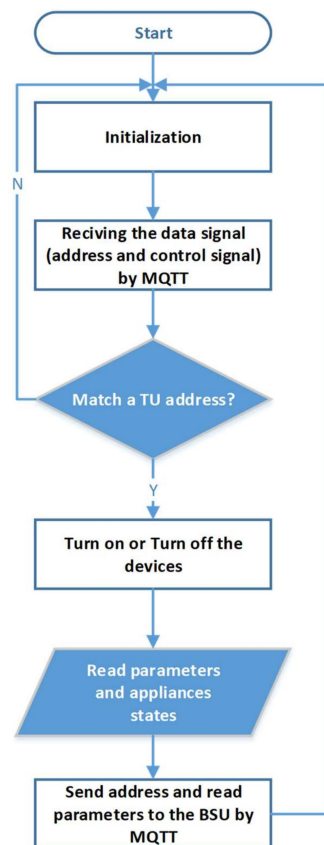 Start
Initialization
N
Reciving the data signal
(address and control signal)
by MQTT
Match a TU address?
Y
Turn on or Turn off the
devices
Read parameters
and appliances
states
Send address and read
parameters to the BSU by
MQTT